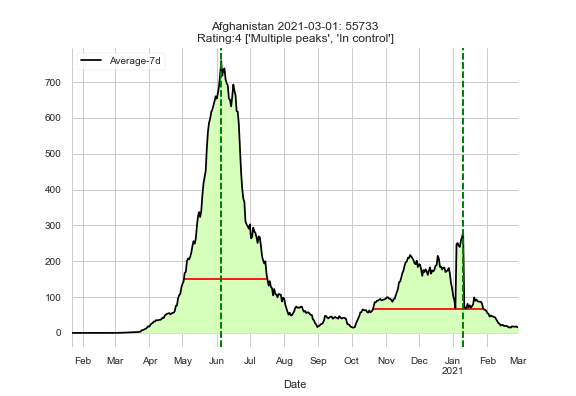 Afghanistan 2021-03-01: 55733
Rating:4 ['Multiple peaks', 'In control']
Average-7d
700
600
500
400
300
200
100
0
Feb Mar Apr May Jun Jul Aug Sep Oct Nov Dec Jan Feb Mar
2021
Date